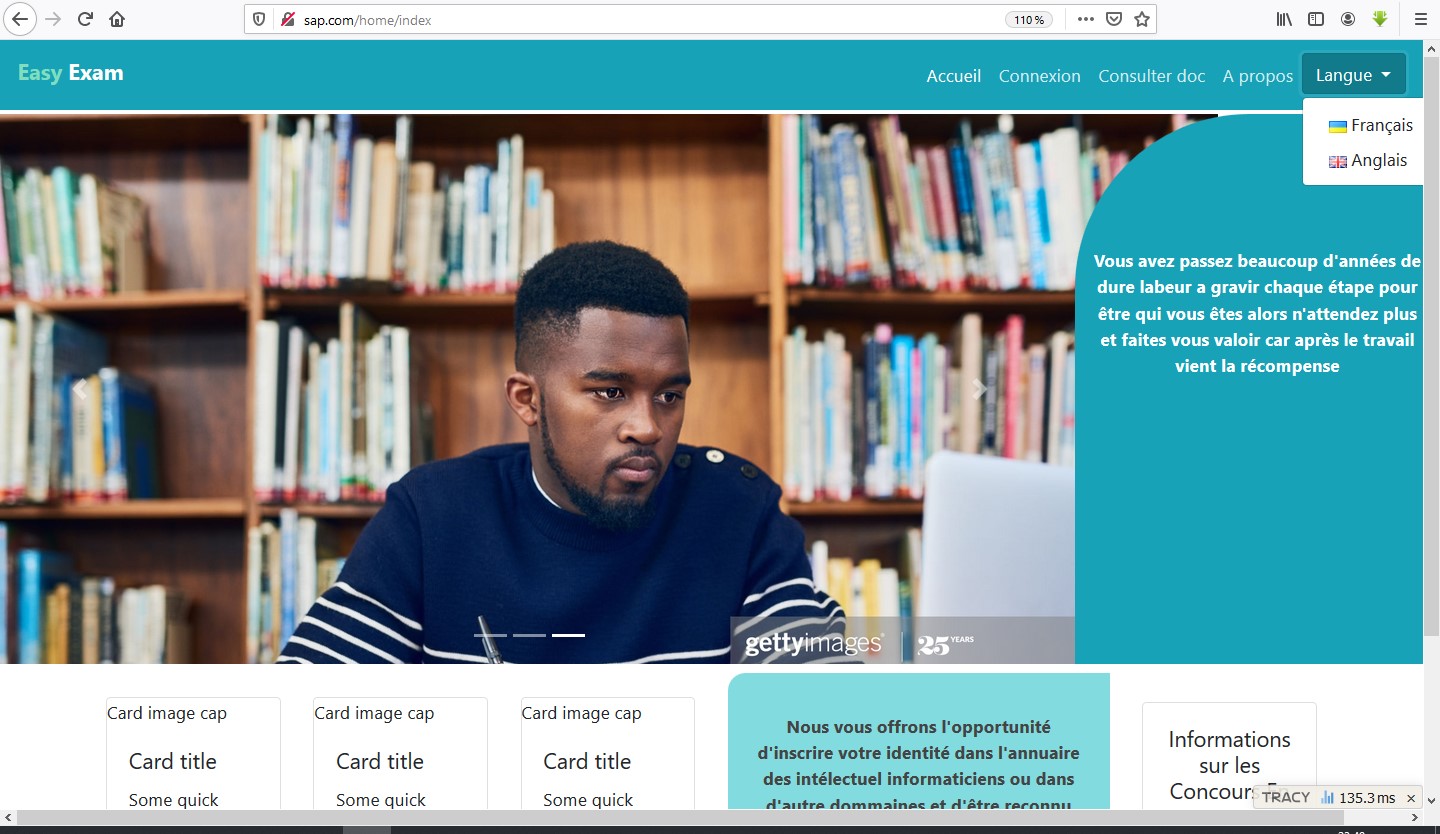 sap.com/home/index
110 %
Easy Exam
Accueil Connexion Consulter doc A propos Langue
Français
Anglais
Vous avez passez beaucoup d'années de
dure labeur a gravir chaque étape pour
être qui vous êtes alors n'attendez plus
et faites vous valoir car après le travail
vient la récompense
gettyimages® 25 YEARS
Card image cap
Card title
Some quick
Card image cap
Card title
Some quick
Card image cap
Card title
Some quick
Nous vous offrons l'opportunité
d'inscrire votre identité dans l'annuaire
des intélectuel informaticiens ou dans
d'autre dommaines et d'être reconnu
Informations
sur les
Concours
TRACY 135.3 ms